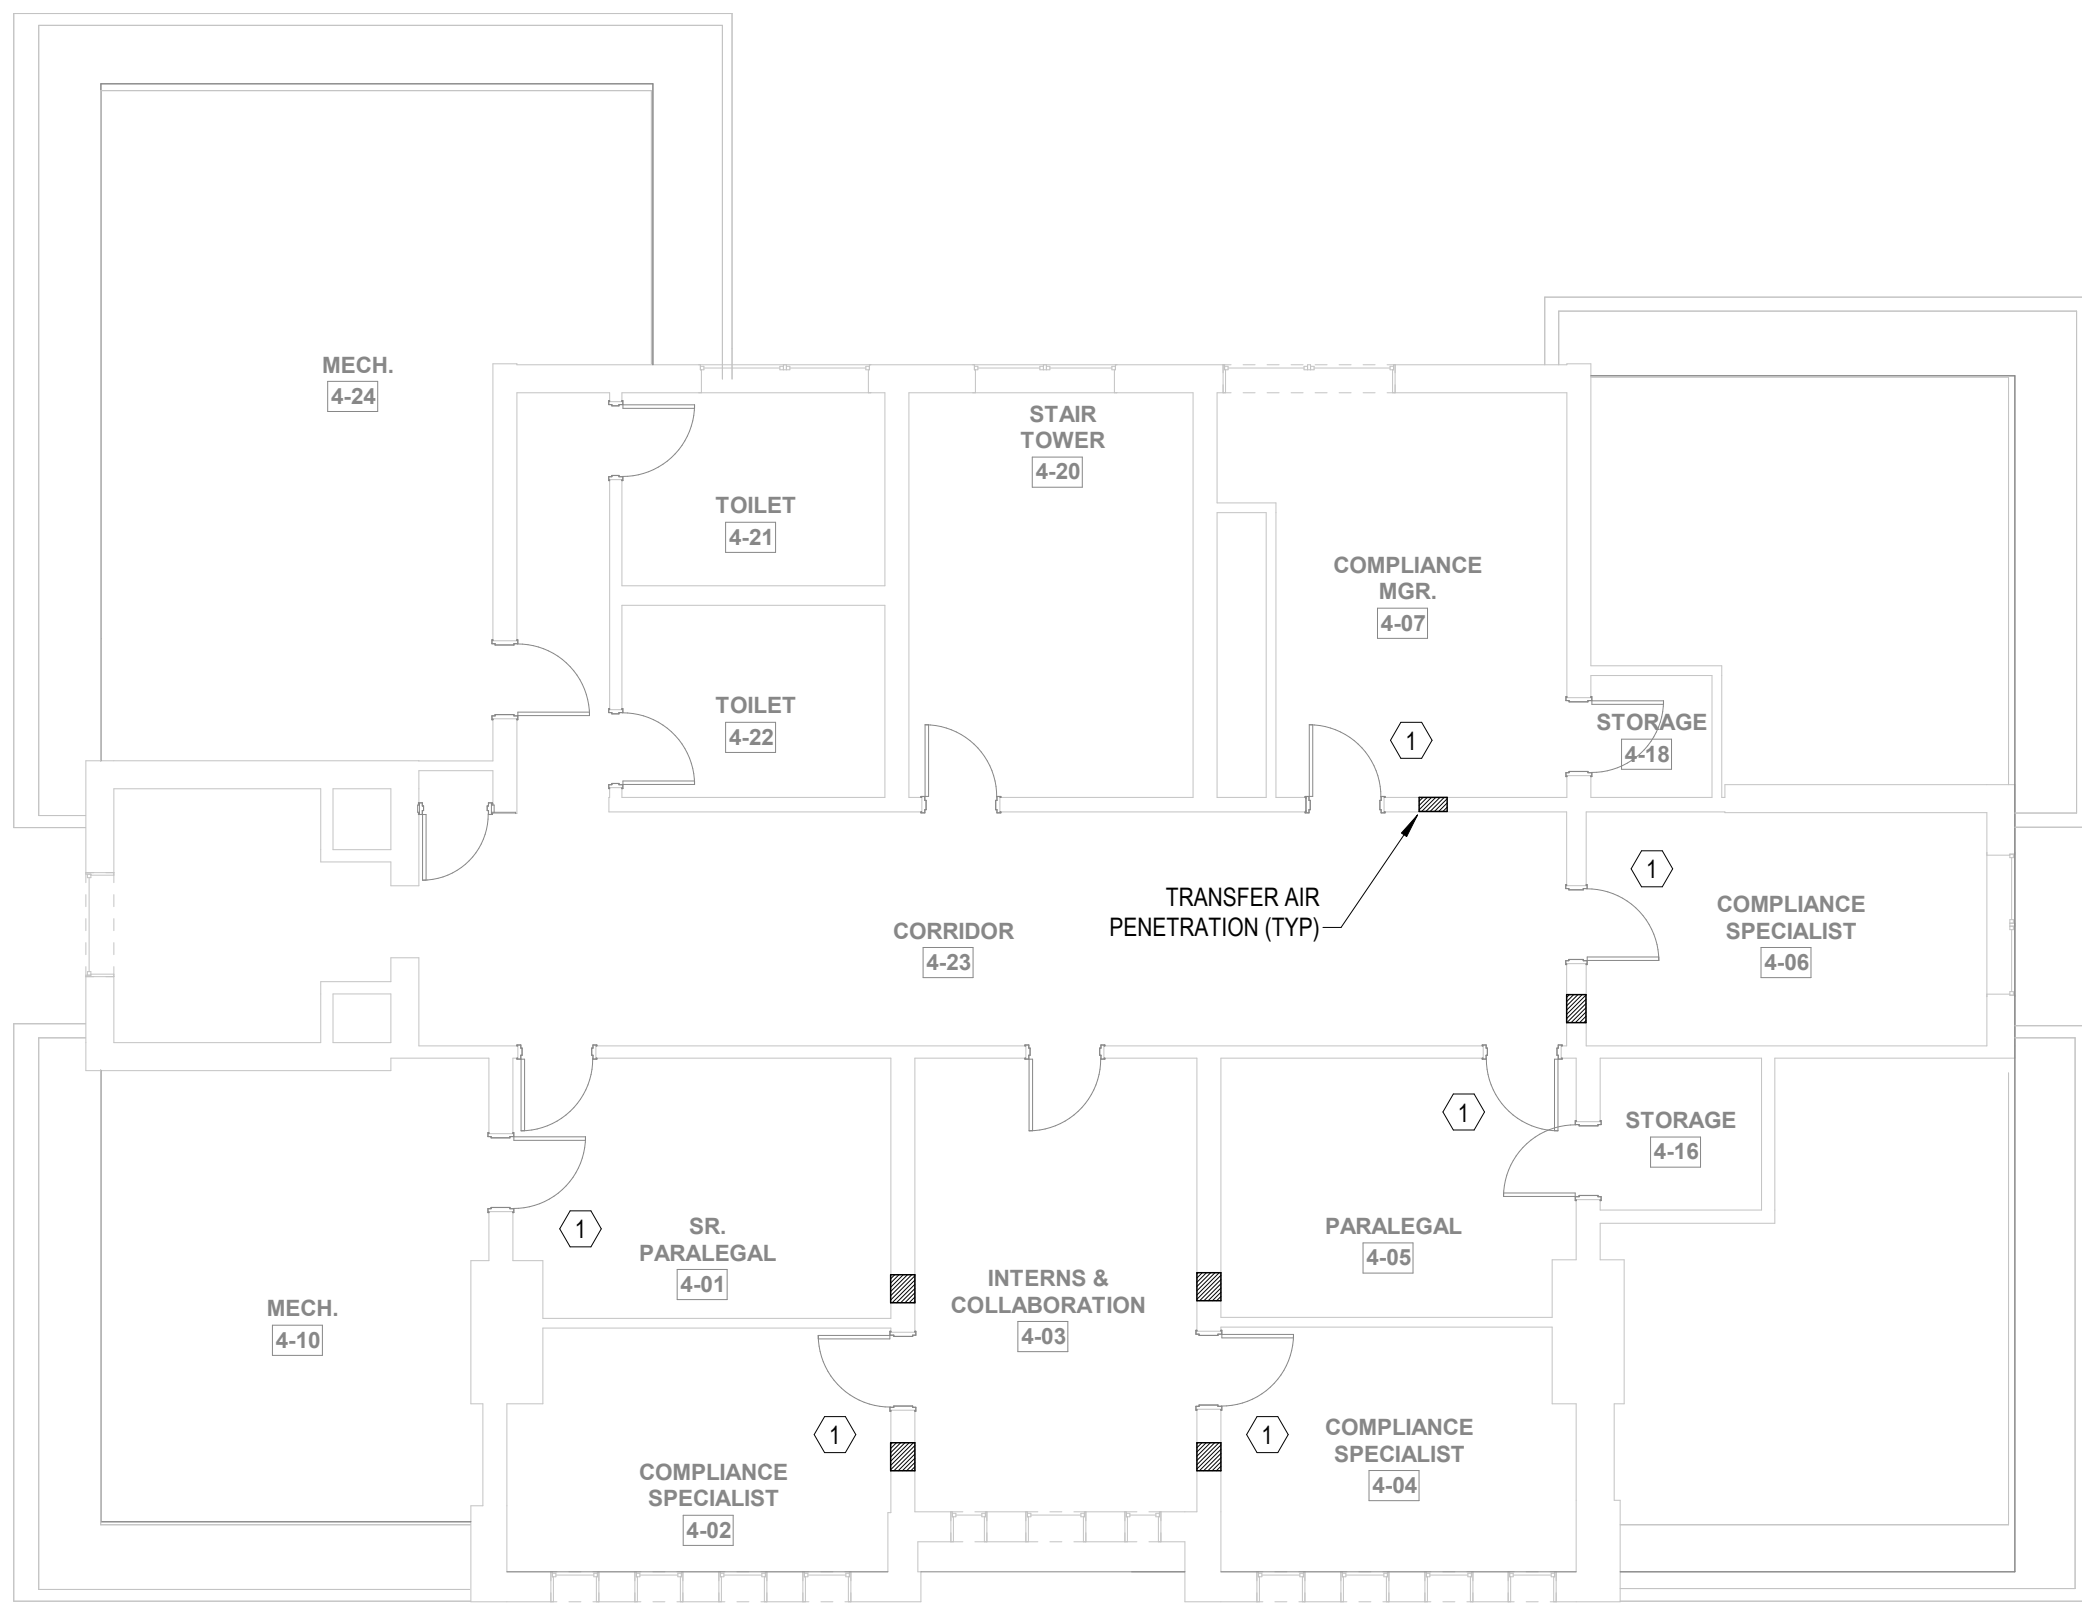 MECH.
4-24
STAIR
TOWER
4-20
TOILET
4-21
COMPLIANCE
MGR.
4-07
TOILET
4-22
1
STORAGE
4-18
1
TRANSFER AIR
PENETRATION (TYP)
CORRIDOR
4-23
COMPLIANCE
SPECIALIST
4-06
1
STORAGE
4-16
1
SR.
PARALEGAL
4-01
PARALEGAL
4-05
INTERNS &
COLLABORATION
4-03
MECH.
4-10
1
COMPLIANCE
SPECIALIST
4-02
1
COMPLIANCE
SPECIALIST
4-04